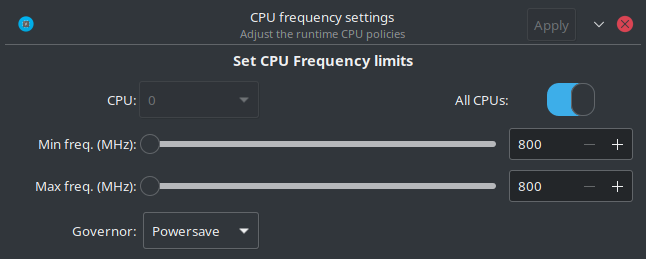 CPU frequency settings
Adjust the runtime CPU policies
Apply
Set CPU Frequency limits
CPU: 0 All CPUs:
Min freq. (MHz): 800 − +
Max freq. (MHz): 800 − +
Governor: Powersave